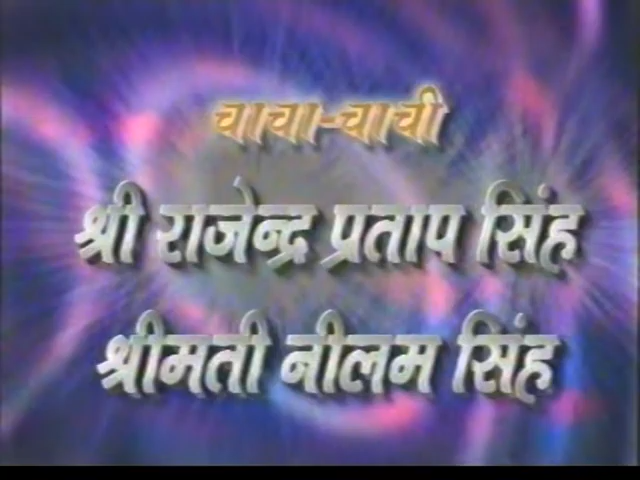 चाचा-चाची
श्री राजेन्द्र प्रताप सिंह
श्रीमती नीलम सिंह